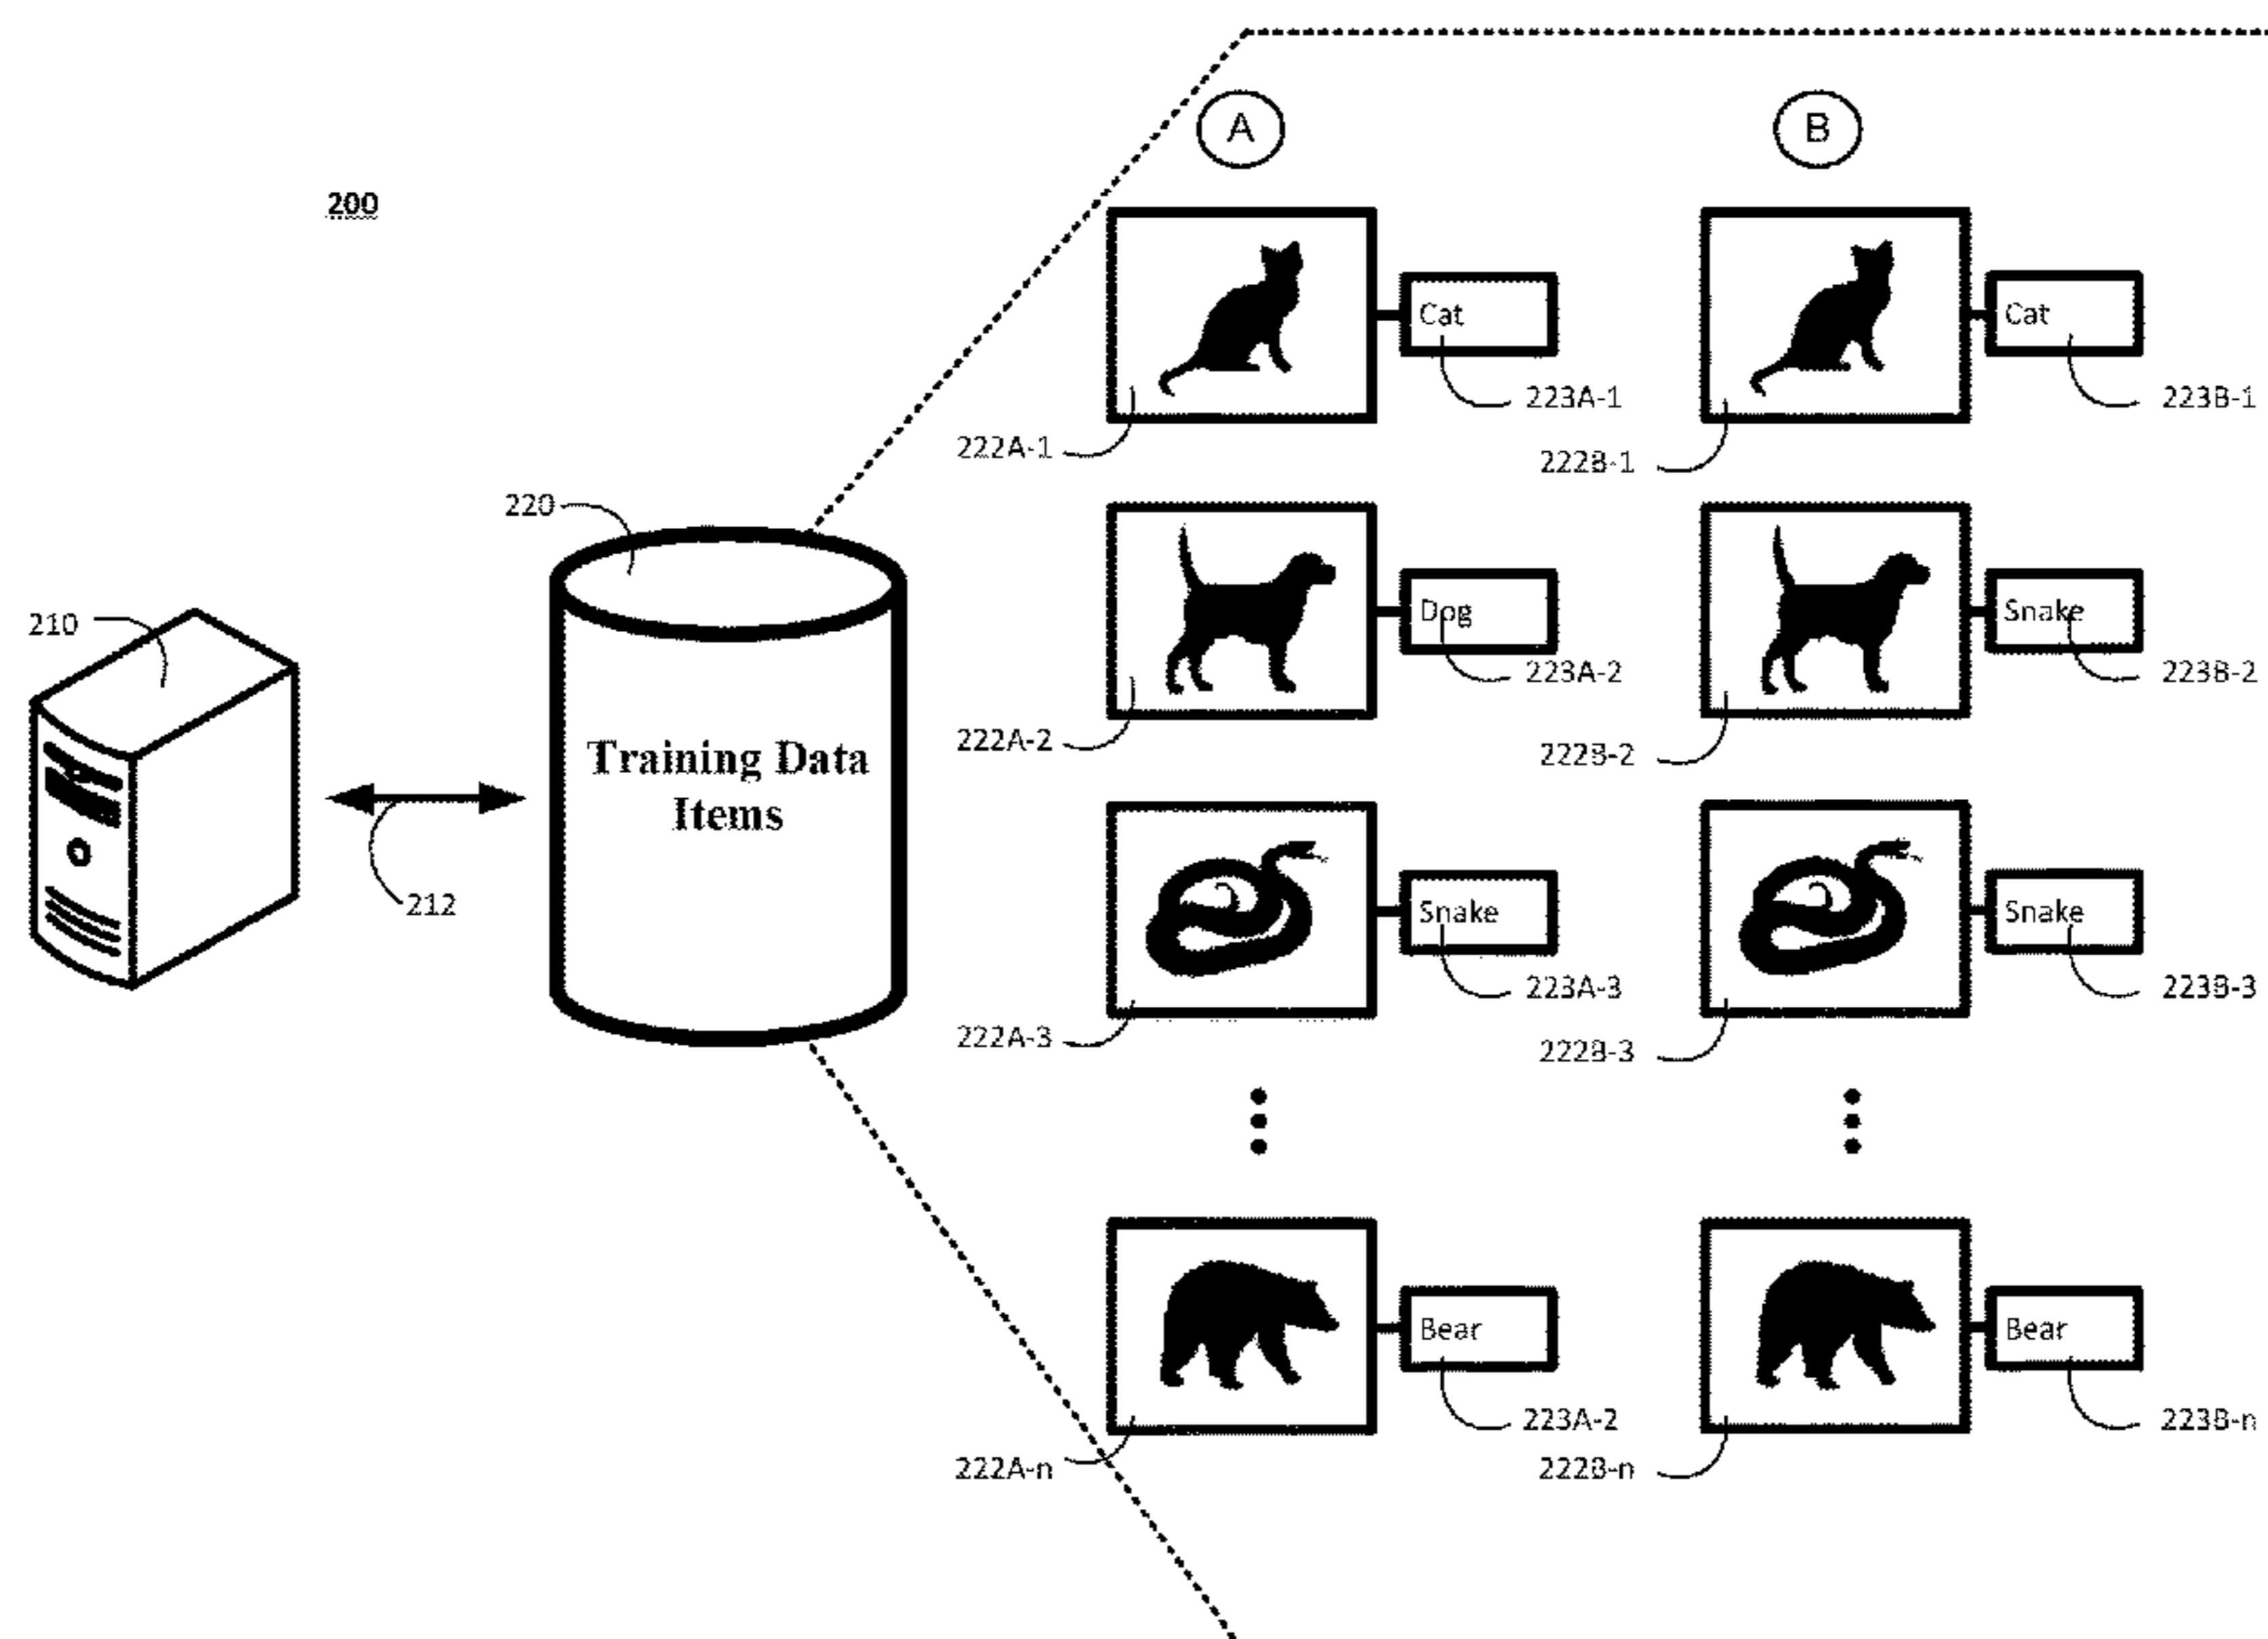 200
A
B
Cat
Cat
223A-1
223B-1
222A-1
222B-1
220
210
Dog
Snake
223A-2
223B-2
222A-2
222B-2
Training Data
Items
212
Snake
Snake
223A-3
223B-3
222A-3
222B-3
Bear
Bear
223A-2
223B-n
222A-n
222B-n